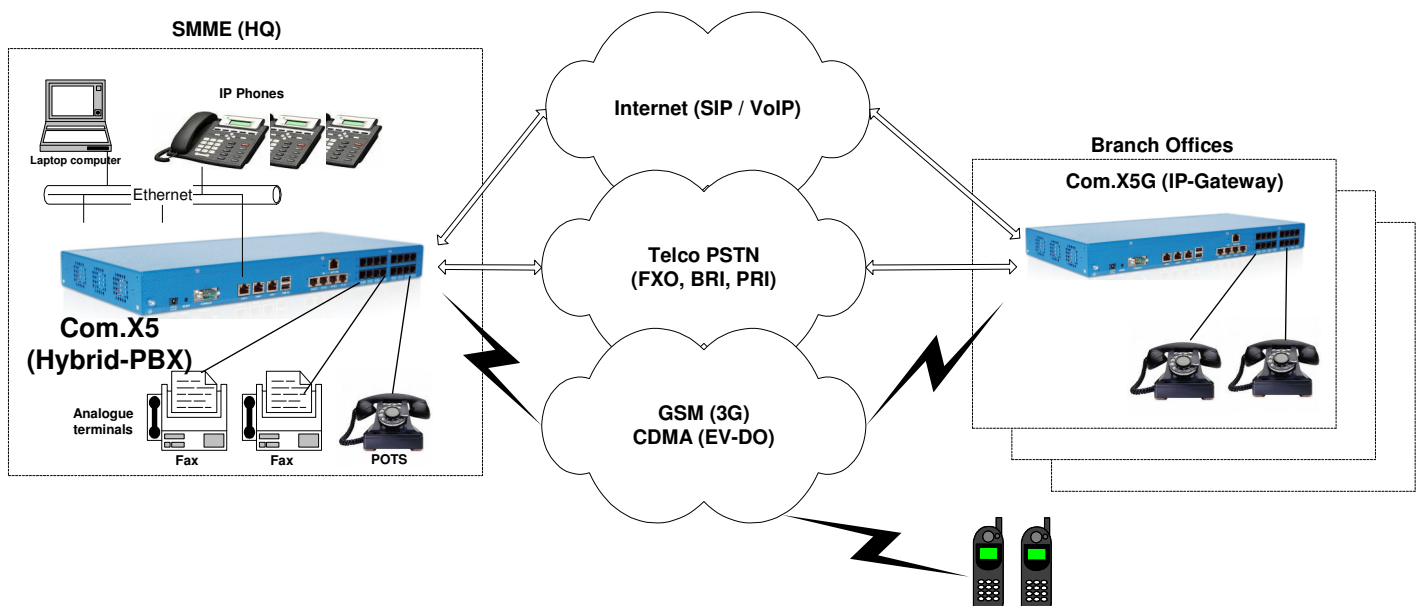 SMME (HQ)
IP Phones
Laptop computer
Ethernet
Com.X5
(Hybrid-PBX)
Analogue
terminals
Fax
Fax
POTS
Internet (SIP / VoIP)
Telco PSTN
(FXO, BRI, PRI)
GSM (3G)
CDMA (EV-DO)
Branch Offices
Com.X5G (IP-Gateway)